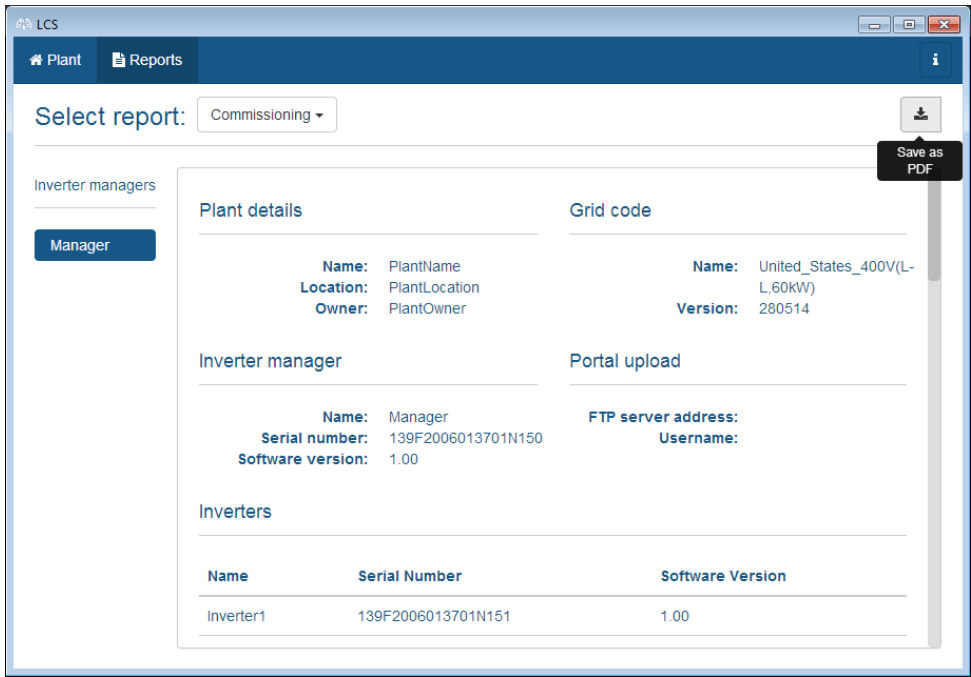 LCS
Plant Reports i
Select report: Commissioning
Save as
PDF
Inverter managers
Manager
Plant details
Name: PlantName
Location: PlantLocation
Owner: PlantOwner
Grid code
Name: United_States_400V(L-
L,60kW)
Version: 280514
Inverter manager
Name: Manager
Serial number: 139F2006013701N150
Software version: 1.00
Portal upload
FTP server address:
Username:
Inverters
Name Serial Number Software Version
Inverter1 139F2006013701N151 1.00